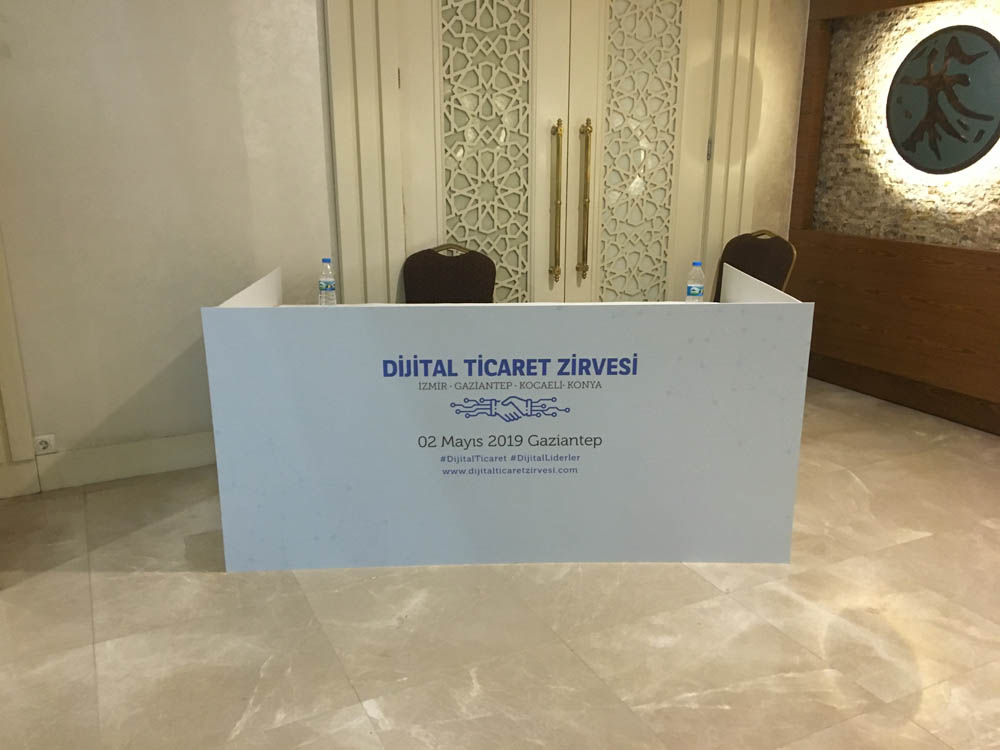 DİJİTAL TİCARET ZİRVESİ
İZMİR · GAZİANTEP · KOCAELİ· KONYA
02 Mayıs 2019 Gaziantep
#DijitalTicaret #DijitalLiderler
www.dijitalticaretzirvesi.com